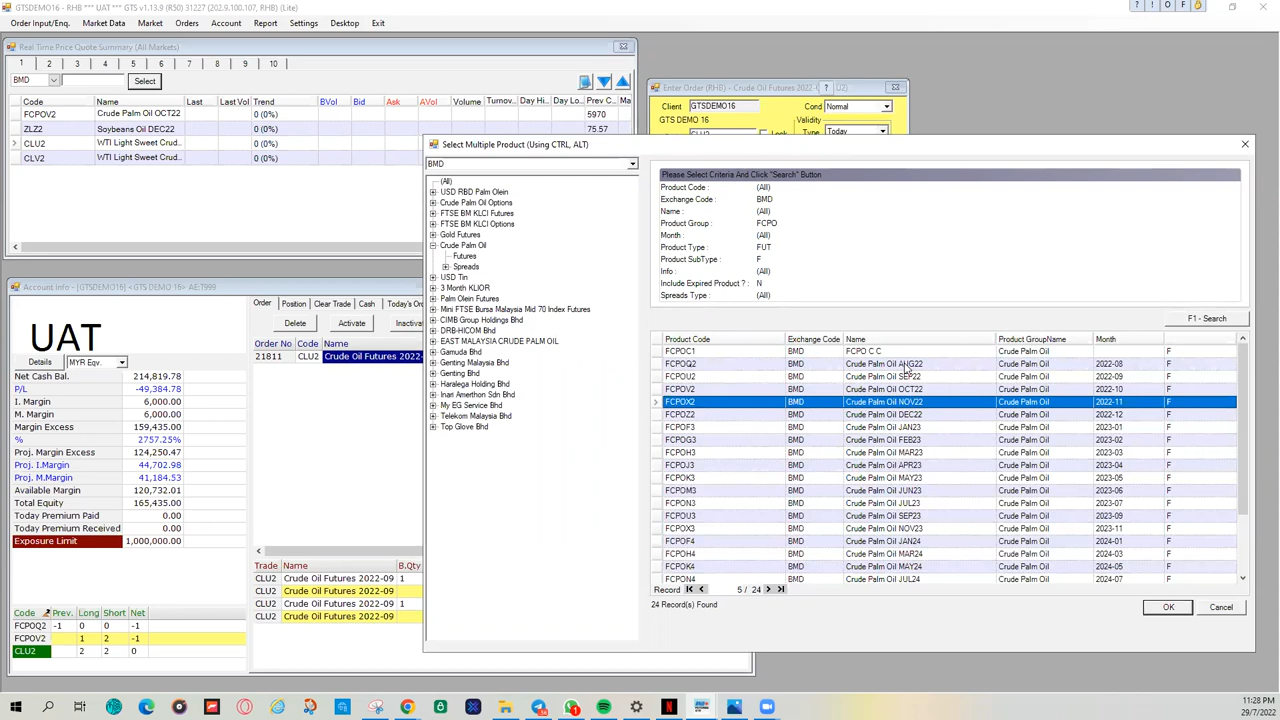 GTSDEMO16 - RHB *** UAT *** GTS v1.13.9 (R50) 31227 (202.9.100.107, RHB) (Lite)
Order Input/Enq. Market Data Market Orders Account Report Settings Desktop Exit
Real Time Price Quote Summary (All Markets)
1 2 3 4 5 6 7 8 9 10
BMD Select
Code Name Last Last Vol Trend BVol Bid Ask AVol Volume Turnov... Day Hi... Day Lo... Prev C... Ma
FCPOV2 Crude Palm Oil OCT22 0 (0%) 5970
ZLZ2 Soybeans Oil DEC22 0 (0%) 75.57
CLU2 WTI Light Sweet Crud... 0 (0%)
CLV2 WTI Light Sweet Crud... 0 (0%)
Enter Order (RHB) - Crude Oil Futures 2022-
Client GTSDEMO16 Cond Normal
GTS DEMO 16 Validity
CLU2 Type Today
Select Multiple Product (Using CTRL, ALT)
BMD
(All)
USD RBD Palm Olein
Crude Palm Oil Options
FTSE BM KLCI Futures
FTSE BM KLCI Options
Gold Futures
Crude Palm Oil
Futures
Spreads
USD Tin
3 Month KLIOR
Palm Olein Futures
Mini FTSE Bursa Malaysia Mid 70 Index Futures
CIMB Group Holdings Bhd
DRB-HICOM Bhd
EAST MALAYSIA CRUDE PALM OIL
Gamuda Bhd
Genting Malaysia Bhd
Genting Bhd
Haralega Holding Bhd
Inari Amerthon Sdn Bhd
My EG Service Bhd
Telekom Malaysia Bhd
Top Glove Bhd
Please Select Criteria And Click "Search" Button
Product Code : (All)
Exchange Code : BMD
Name : (All)
Product Group : FCPO
Month : (All)
Product Type : FUT
Product SubType : F
Info : (All)
Include Expired Product ? : N
Spreads Type : (All)
F1 - Search
Product Code Exchange Code Name Product GroupName Month
FCPOC1 BMD FCPO C C Crude Palm Oil F
FCPOQ2 BMD Crude Palm Oil AUG22 Crude Palm Oil 2022-08 F
FCPOU2 BMD Crude Palm Oil SEP22 Crude Palm Oil 2022-09 F
FCPOV2 BMD Crude Palm Oil OCT22 Crude Palm Oil 2022-10 F
FCPOX2 BMD Crude Palm Oil NOV22 Crude Palm Oil 2022-11 F
FCPOZ2 BMD Crude Palm Oil DEC22 Crude Palm Oil 2022-12 F
FCPOF3 BMD Crude Palm Oil JAN23 Crude Palm Oil 2023-01 F
FCPOG3 BMD Crude Palm Oil FEB23 Crude Palm Oil 2023-02 F
FCPOH3 BMD Crude Palm Oil MAR23 Crude Palm Oil 2023-03 F
FCPOJ3 BMD Crude Palm Oil APR23 Crude Palm Oil 2023-04 F
FCPOK3 BMD Crude Palm Oil MAY23 Crude Palm Oil 2023-05 F
FCPOM3 BMD Crude Palm Oil JUN23 Crude Palm Oil 2023-06 F
FCPON3 BMD Crude Palm Oil JUL23 Crude Palm Oil 2023-07 F
FCPOU3 BMD Crude Palm Oil SEP23 Crude Palm Oil 2023-09 F
FCPOX3 BMD Crude Palm Oil NOV23 Crude Palm Oil 2023-11 F
FCPOF4 BMD Crude Palm Oil JAN24 Crude Palm Oil 2024-01 F
FCPOH4 BMD Crude Palm Oil MAR24 Crude Palm Oil 2024-03 F
FCPOK4 BMD Crude Palm Oil MAY24 Crude Palm Oil 2024-05 F
FCPON4 BMD Crude Palm Oil JUL24 Crude Palm Oil 2024-07 F
Record 5 / 24
24 Record(s) Found
OK Cancel
Account Info - [GTSDEMO16] < GTS DEMO 16> AE:T999
UAT
Details MYR Eqv.
Net Cash Bal. 214,819.78
P/L -49,384.78
I. Margin 6,000.00
M. Margin 6,000.00
Margin Excess 159,435.00
% 2757.25%
Proj. Margin Excess 124,250.47
Proj. I.Margin 44,702.98
Proj. M.Margin 41,184.53
Available Margin 120,732.01
Total Equity 165,435.00
Today Premium Paid 0.00
Today Premium Received 0.00
Exposure Limit 1,000,000.00
Code Prev. Long Short Net
FCPOQ2 -1 0 0 -1
FCPOV2 1 2 -1
CLU2 2 2 0
Order Position Clear Trade Cash Today's Or
Delete Activate Inactiva
Order No Code Name
21811 CLU2 Crude Oil Futures 2022-
Trade Name B.Qty
CLU2 Crude Oil Futures 2022-09 1
CLU2 Crude Oil Futures 2022-09
CLU2 Crude Oil Futures 2022-09 1
CLU2 Crude Oil Futures 2022-09
11:28 PM
29/7/2022